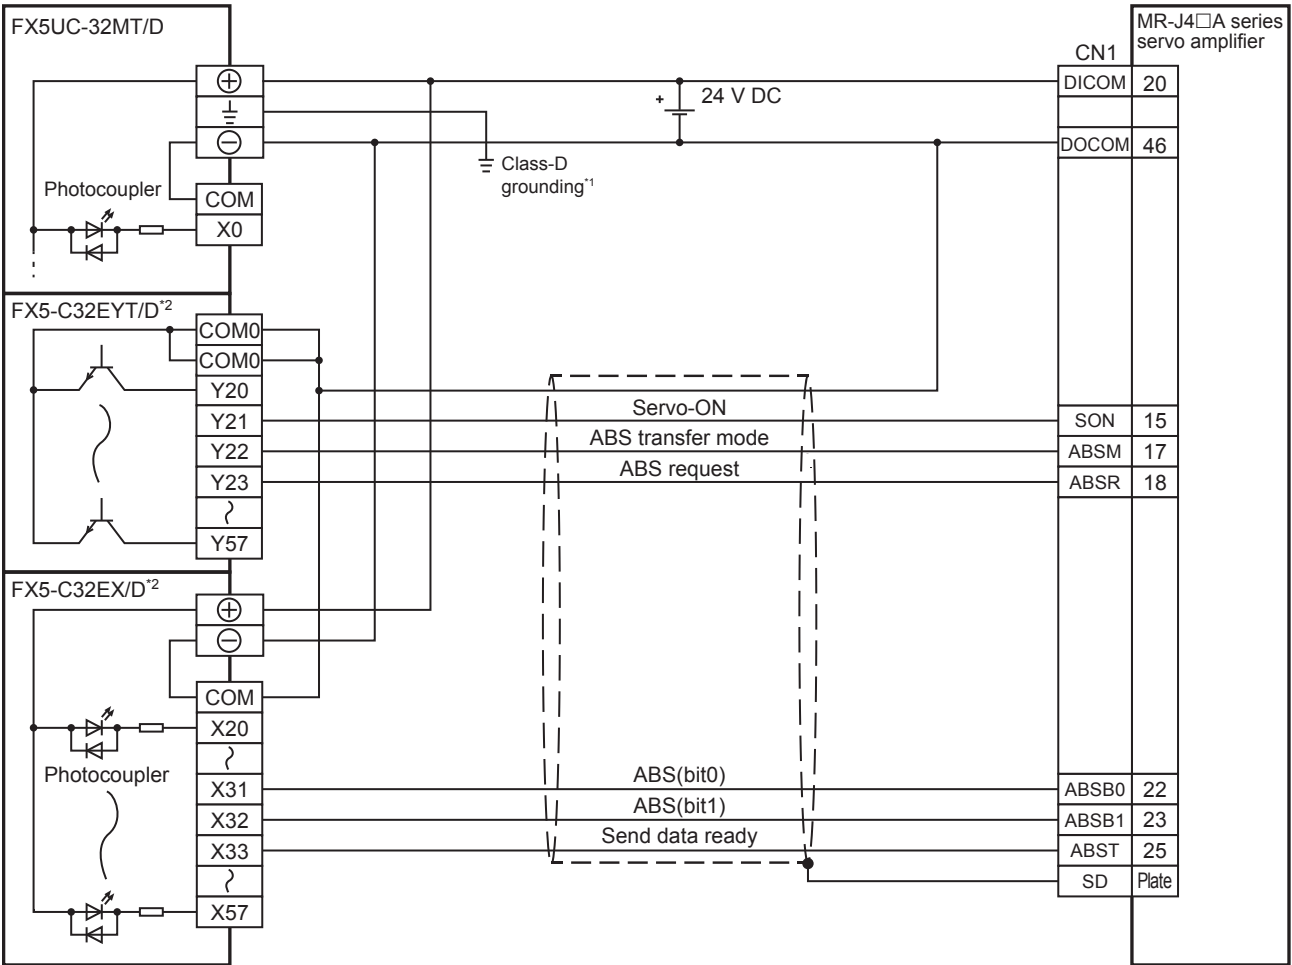 FX5UC-32MT/D
MR-J4□A series
servo amplifier
CN1
DICOM 20
24 V DC
+
DOCOM 46
Class-D
grounding*1
Photocoupler
COM
X0
FX5-C32EYT/D*2
COM0
COM0
Y20
Servo-ON
Y21
SON 15
ABS transfer mode
Y22
ABSM 17
ABS request
Y23
ABSR 18
Y57
FX5-C32EX/D*2
COM
X20
Photocoupler
ABS(bit0)
X31
ABSB0 22
ABS(bit1)
X32
ABSB1 23
Send data ready
X33
ABST 25
SD Plate
X57